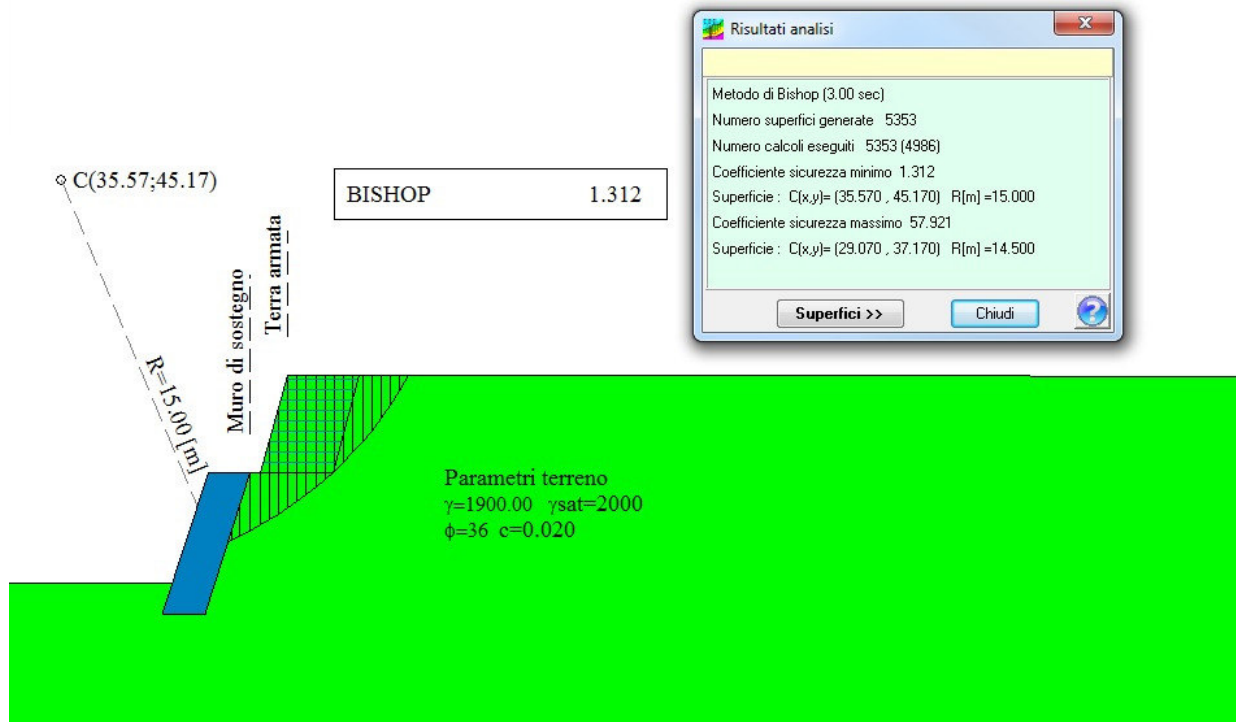 Risultati analisi
Metodo di Bishop (3.00 sec)
Numero superfici generate 5353
Numero calcoli eseguiti 5353 (4986)
Coefficiente sicurezza minimo 1.312
Superficie : C(x,y)= (35.570 , 45.170) R[m] =15.000
Coefficiente sicurezza massimo 57.921
Superficie : C(x,y)= (29.070 , 37.170) R[m] =14.500
Superfici >>
Chiudi
C(35.57;45.17)
BISHOP 1.312
Terra armata
Muro di sostegno
R=15.00 [m]
Parametri terreno
γ=1900.00 γsat=2000
ϕ=36 c=0.020